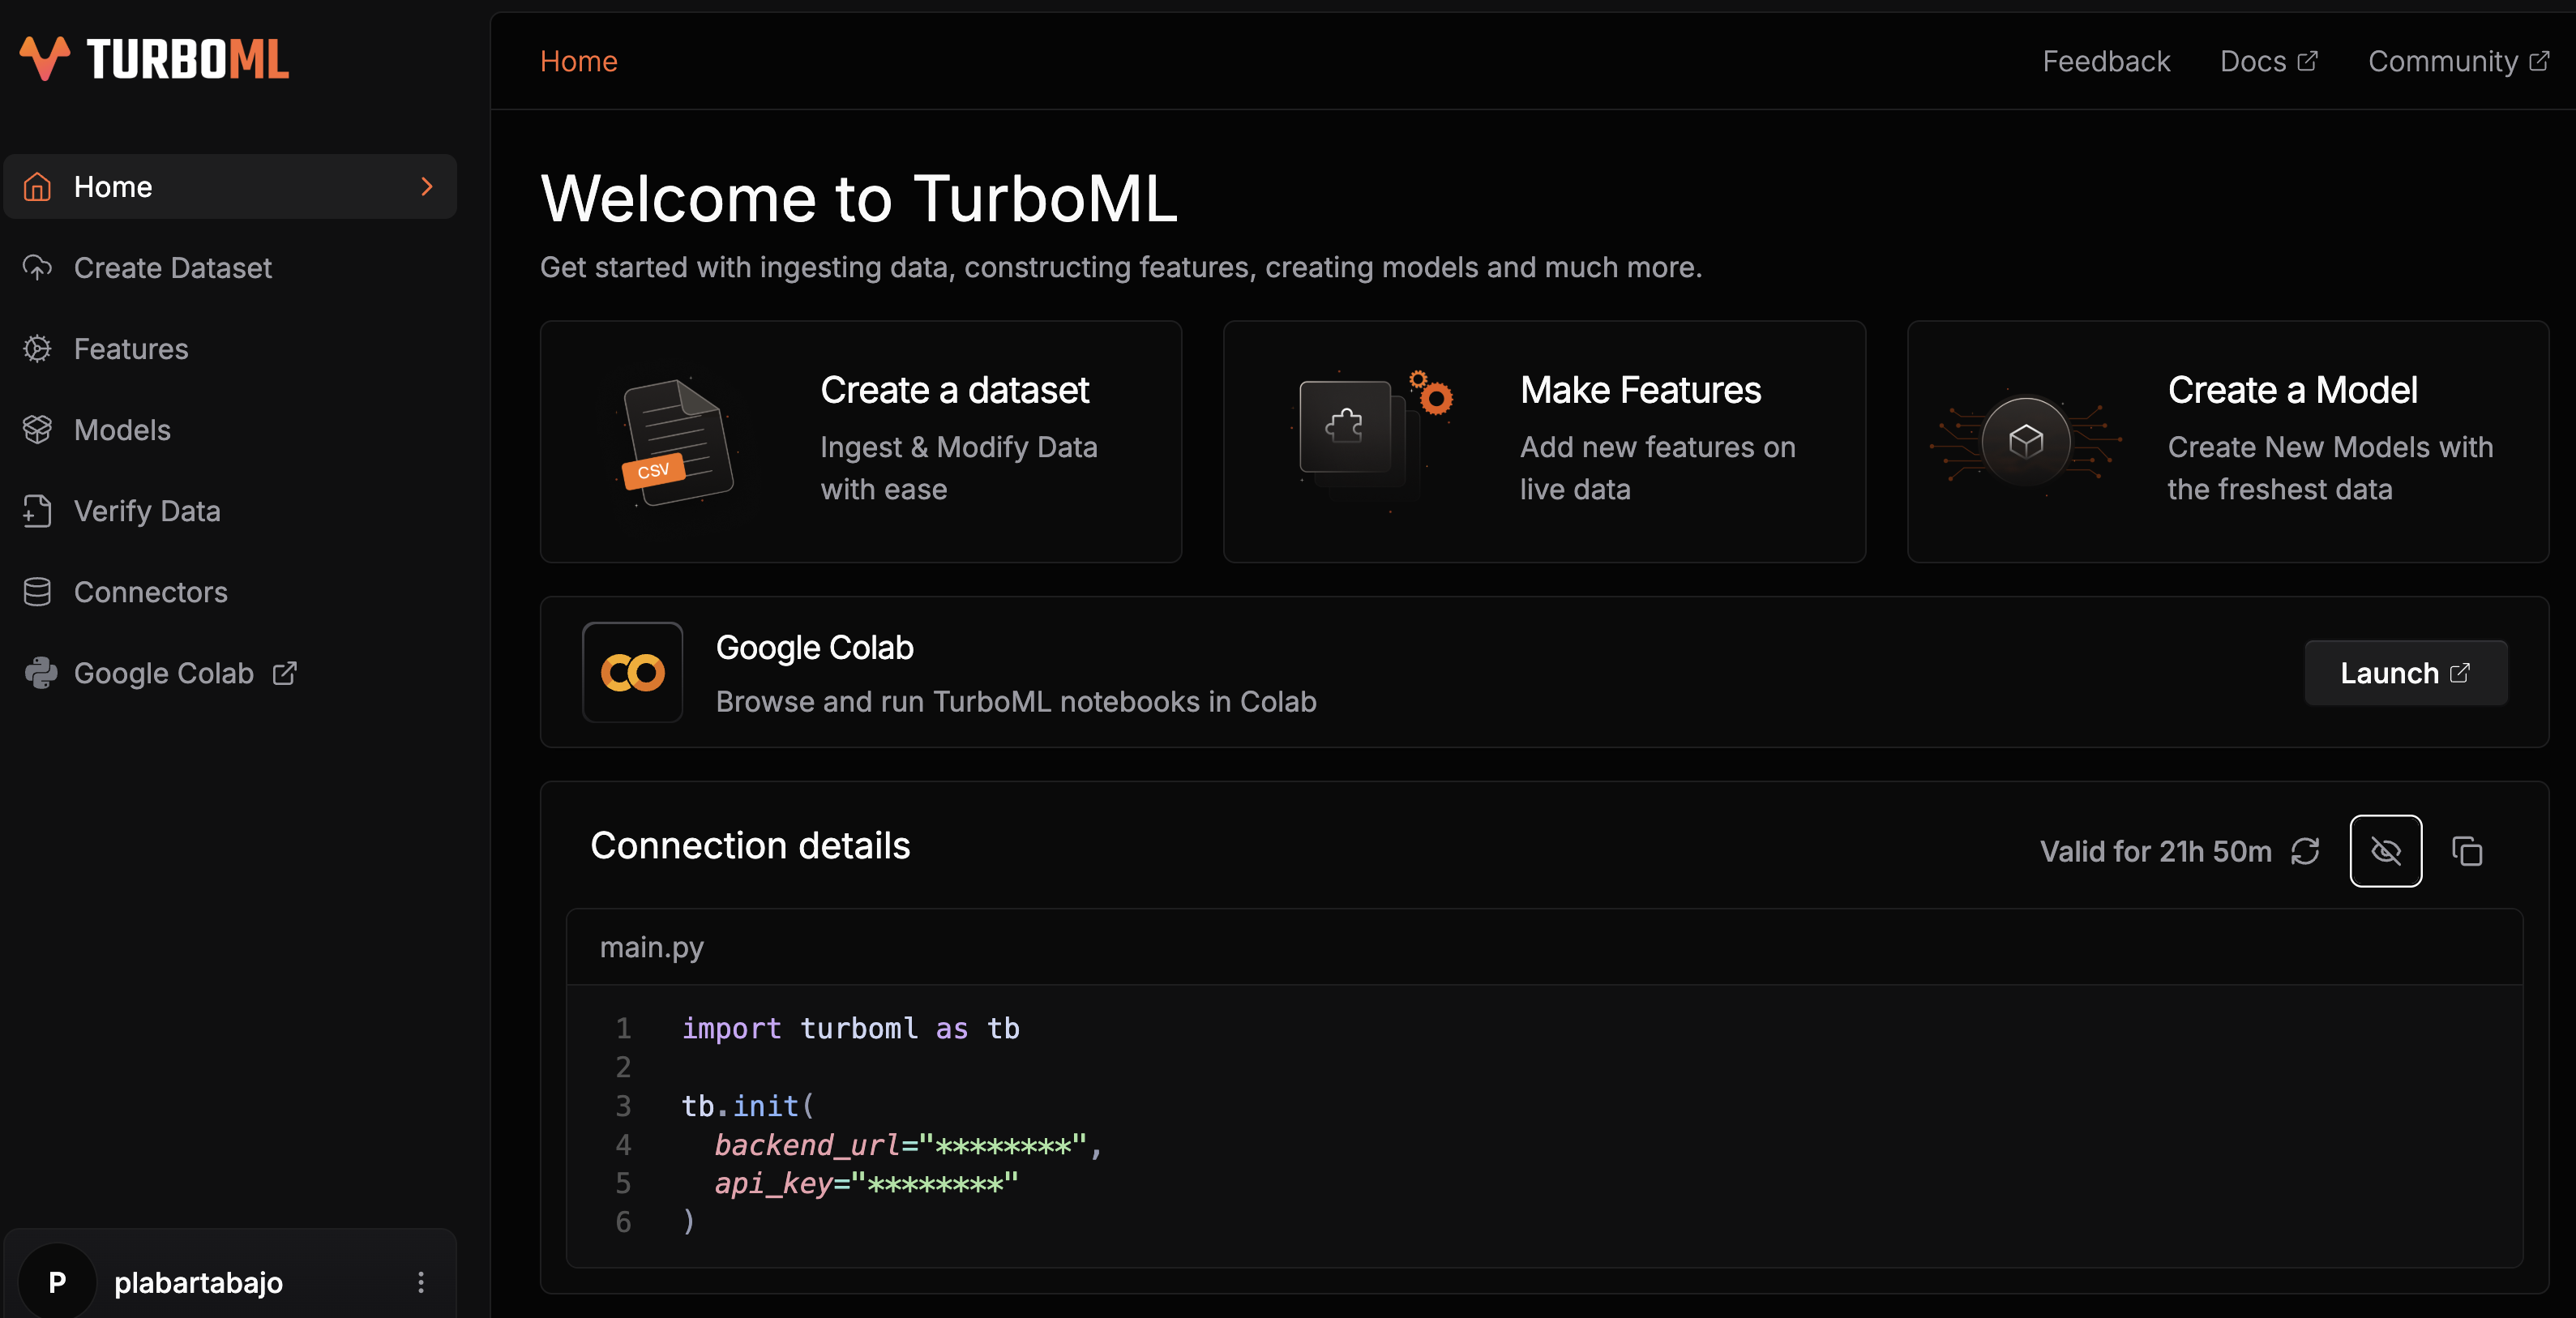 TURBOML
Home
Create Dataset
Features
Models
Verify Data
Connectors
Google Colab
P
plabartabajo
Home
Feedback
Docs
Community
Welcome to TurboML
Get started with ingesting data, constructing features, creating models and much more.
CSV
Create a dataset
Ingest & Modify Data
with ease
Make Features
Add new features on
live data
Create a Model
Create New Models with
the freshest data
Google Colab
Browse and run TurboML notebooks in Colab
Launch
Connection details
Valid for 21h 50m
main.py
1 import turboml as tb
2
3 tb.init(
4   backend_url="********",
5   api_key="********"
6 )